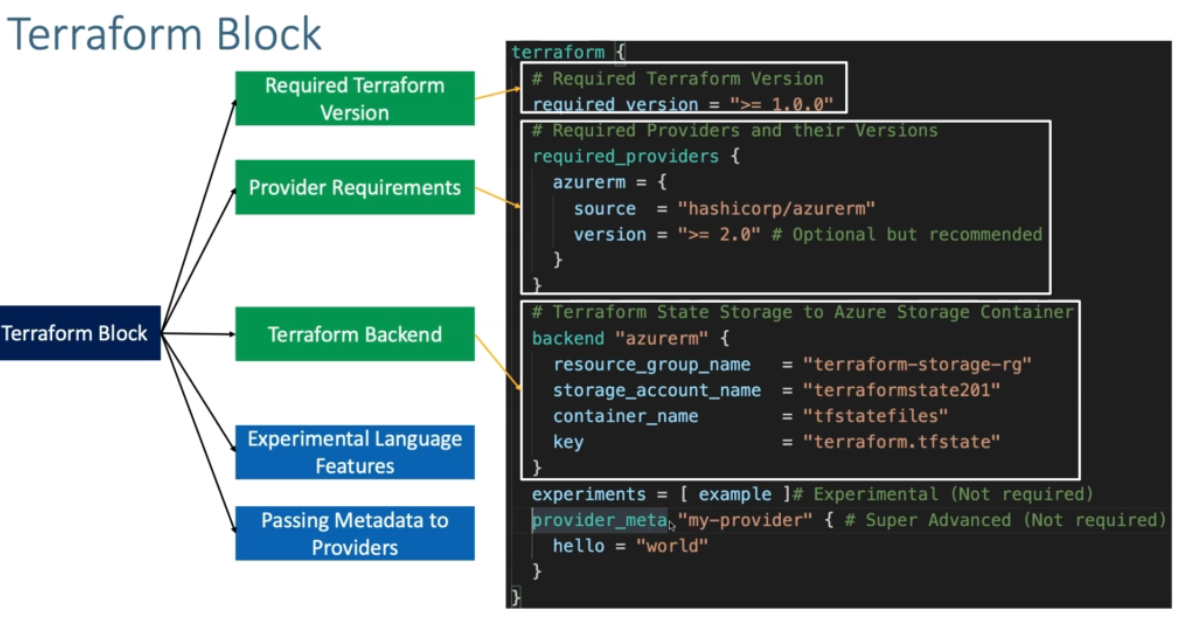 Terraform Block
Required Terraform
Version
Provider Requirements
Terraform Block
Terraform Backend
Experimental Language
Features
Passing Metadata to
Providers
terraform {
# Required Terraform Version
required_version = ">= 1.0.0"
# Required Providers and their Versions
required_providers {
azurerm = {
source  = "hashicorp/azurerm"
version = ">= 2.0" # Optional but recommended
}
}
# Terraform State Storage to Azure Storage Container
backend "azurerm" {
resource_group_name   = "terraform-storage-rg"
storage_account_name  = "terraformstate201"
container_name        = "tfstatefiles"
key                   = "terraform.tfstate"
}
experiments = [ example ]# Experimental (Not required)
provider_meta "my-provider" { # Super Advanced (Not required)
hello = "world"
}
}